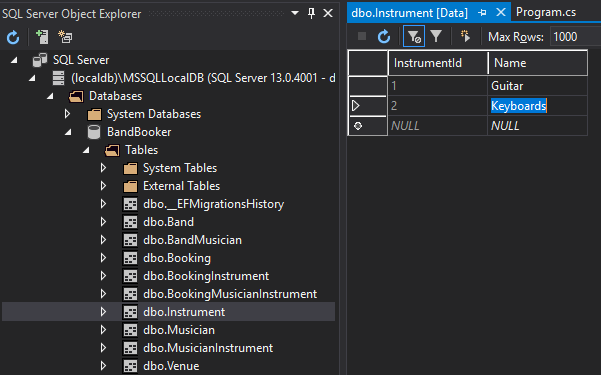 SQL Server Object Explorer
SQL Server
(localdb)\MSSQLLocalDB (SQL Server 13.0.4001 - d
Databases
System Databases
BandBooker
Tables
System Tables
External Tables
dbo.__EFMigrationsHistory
dbo.Band
dbo.BandMusician
dbo.Booking
dbo.BookingInstrument
dbo.BookingMusicianInstrument
dbo.Instrument
dbo.Musician
dbo.MusicianInstrument
dbo.Venue
dbo.Instrument [Data] Program.cs
Max Rows: 1000
InstrumentId Name
1 Guitar
2 Keyboards
NULL NULL